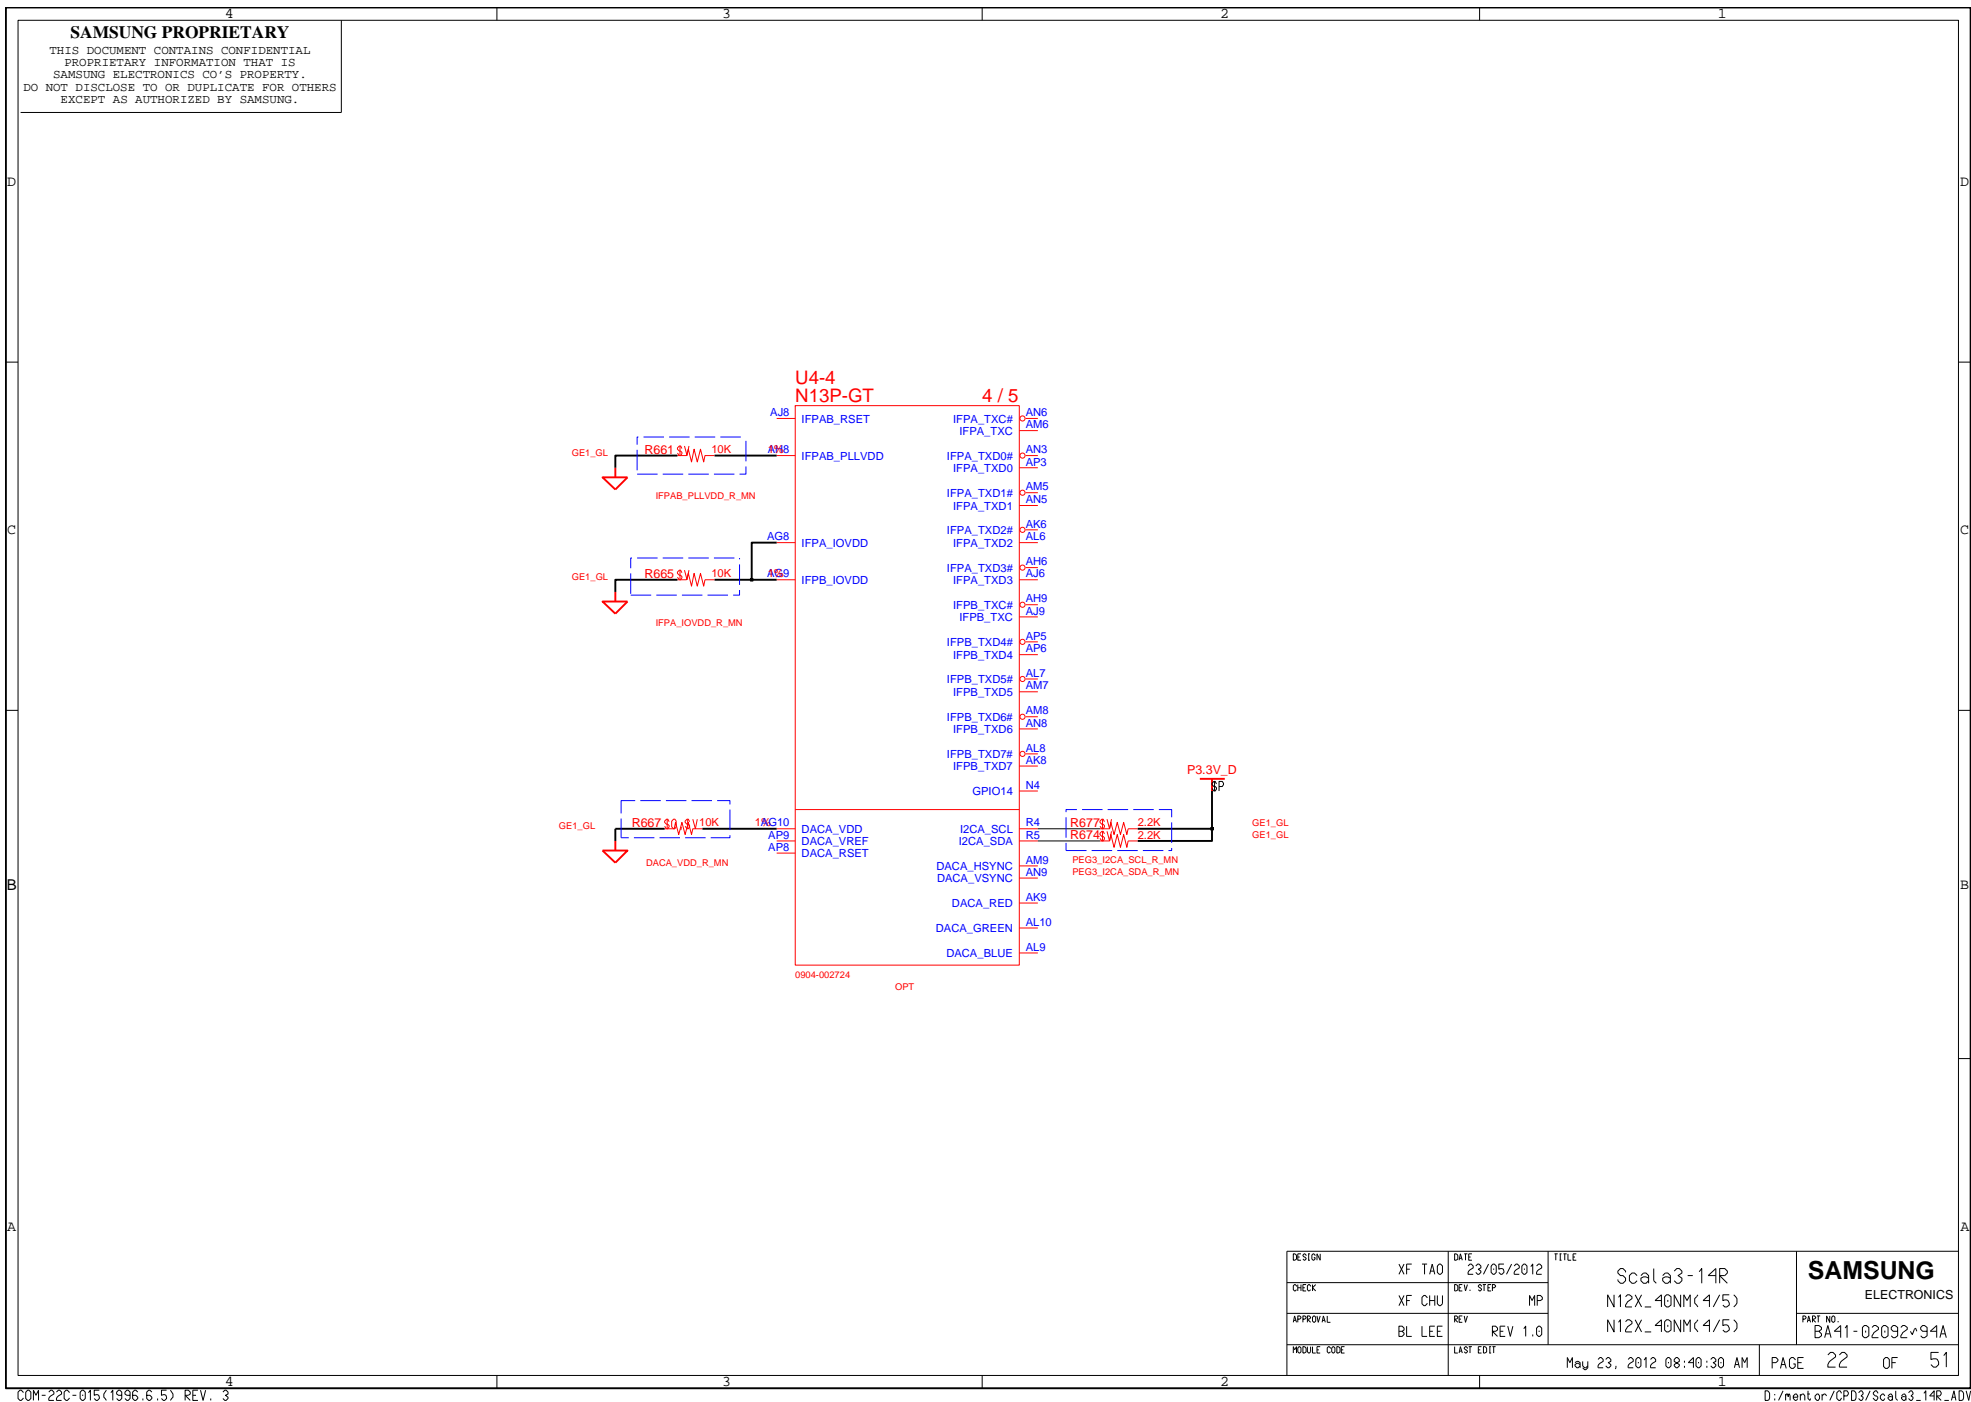 4 3 2 1
SAMSUNG PROPRIETARY
THIS DOCUMENT CONTAINS CONFIDENTIAL
PROPRIETARY INFORMATION THAT IS
SAMSUNG ELECTRONICS CO'S PROPERTY.
DO NOT DISCLOSE TO OR DUPLICATE FOR OTHERS
EXCEPT AS AUTHORIZED BY SAMSUNG.
D D
C C
B B
A A
U4-4
N13P-GT 4 / 5
AJ8 IFPAB_RSET IFPA_TXC# AN6
IFPA_TXC AM6
GE1_GL R661 10K AH8 IFPAB_PLLVDD IFPA_TXD0# AN3
IFPA_TXD0 AP3
IFPAB_PLLVDD_R_MN IFPA_TXD1# AM5
IFPA_TXD1 AN5
IFPA_TXD2# AK6
AG8 IFPA_IOVDD IFPA_TXD2 AL6
IFPA_TXD3# AH6
GE1_GL R665 10K AG9 IFPB_IOVDD IFPA_TXD3 AJ6
IFPB_TXC# AH9
IFPA_IOVDD_R_MN IFPB_TXC AJ9
IFPB_TXD4# AP5
IFPB_TXD4 AP6
IFPB_TXD5# AL7
IFPB_TXD5 AM7
IFPB_TXD6# AM8
IFPB_TXD6 AN8
IFPB_TXD7# AL8
IFPB_TXD7 AK8
P3.3V_D
$P
GPIO14 N4
GE1_GL R667 10K 1% AG10 DACA_VDD I2CA_SCL R4 R677 2.2K GE1_GL
AP9 DACA_VREF I2CA_SDA R5 R674 2.2K GE1_GL
AP8 DACA_RSET
DACA_VDD_R_MN DACA_HSYNC AM9 PEG3_I2CA_SCL_R_MN
DACA_VSYNC AN9 PEG3_I2CA_SDA_R_MN
DACA_RED AK9
DACA_GREEN AL10
DACA_BLUE AL9
0904-002724
OPT
DESIGN XF TAO DATE 23/05/2012 TITLE Scala3-14R SAMSUNG
ELECTRONICS
CHECK XF CHU DEV. STEP MP N12X_40NM(4/5)
APPROVAL BL LEE REV REV 1.0 N12X_40NM(4/5) PART NO. BA41-02092~94A
MODULE CODE LAST EDIT May 23, 2012 08:40:30 AM PAGE 22 OF 51
4 3 2 1
COM-22C-015(1996.6.5) REV. 3 D:/mentor/CPD3/Scala3_14R_ADV